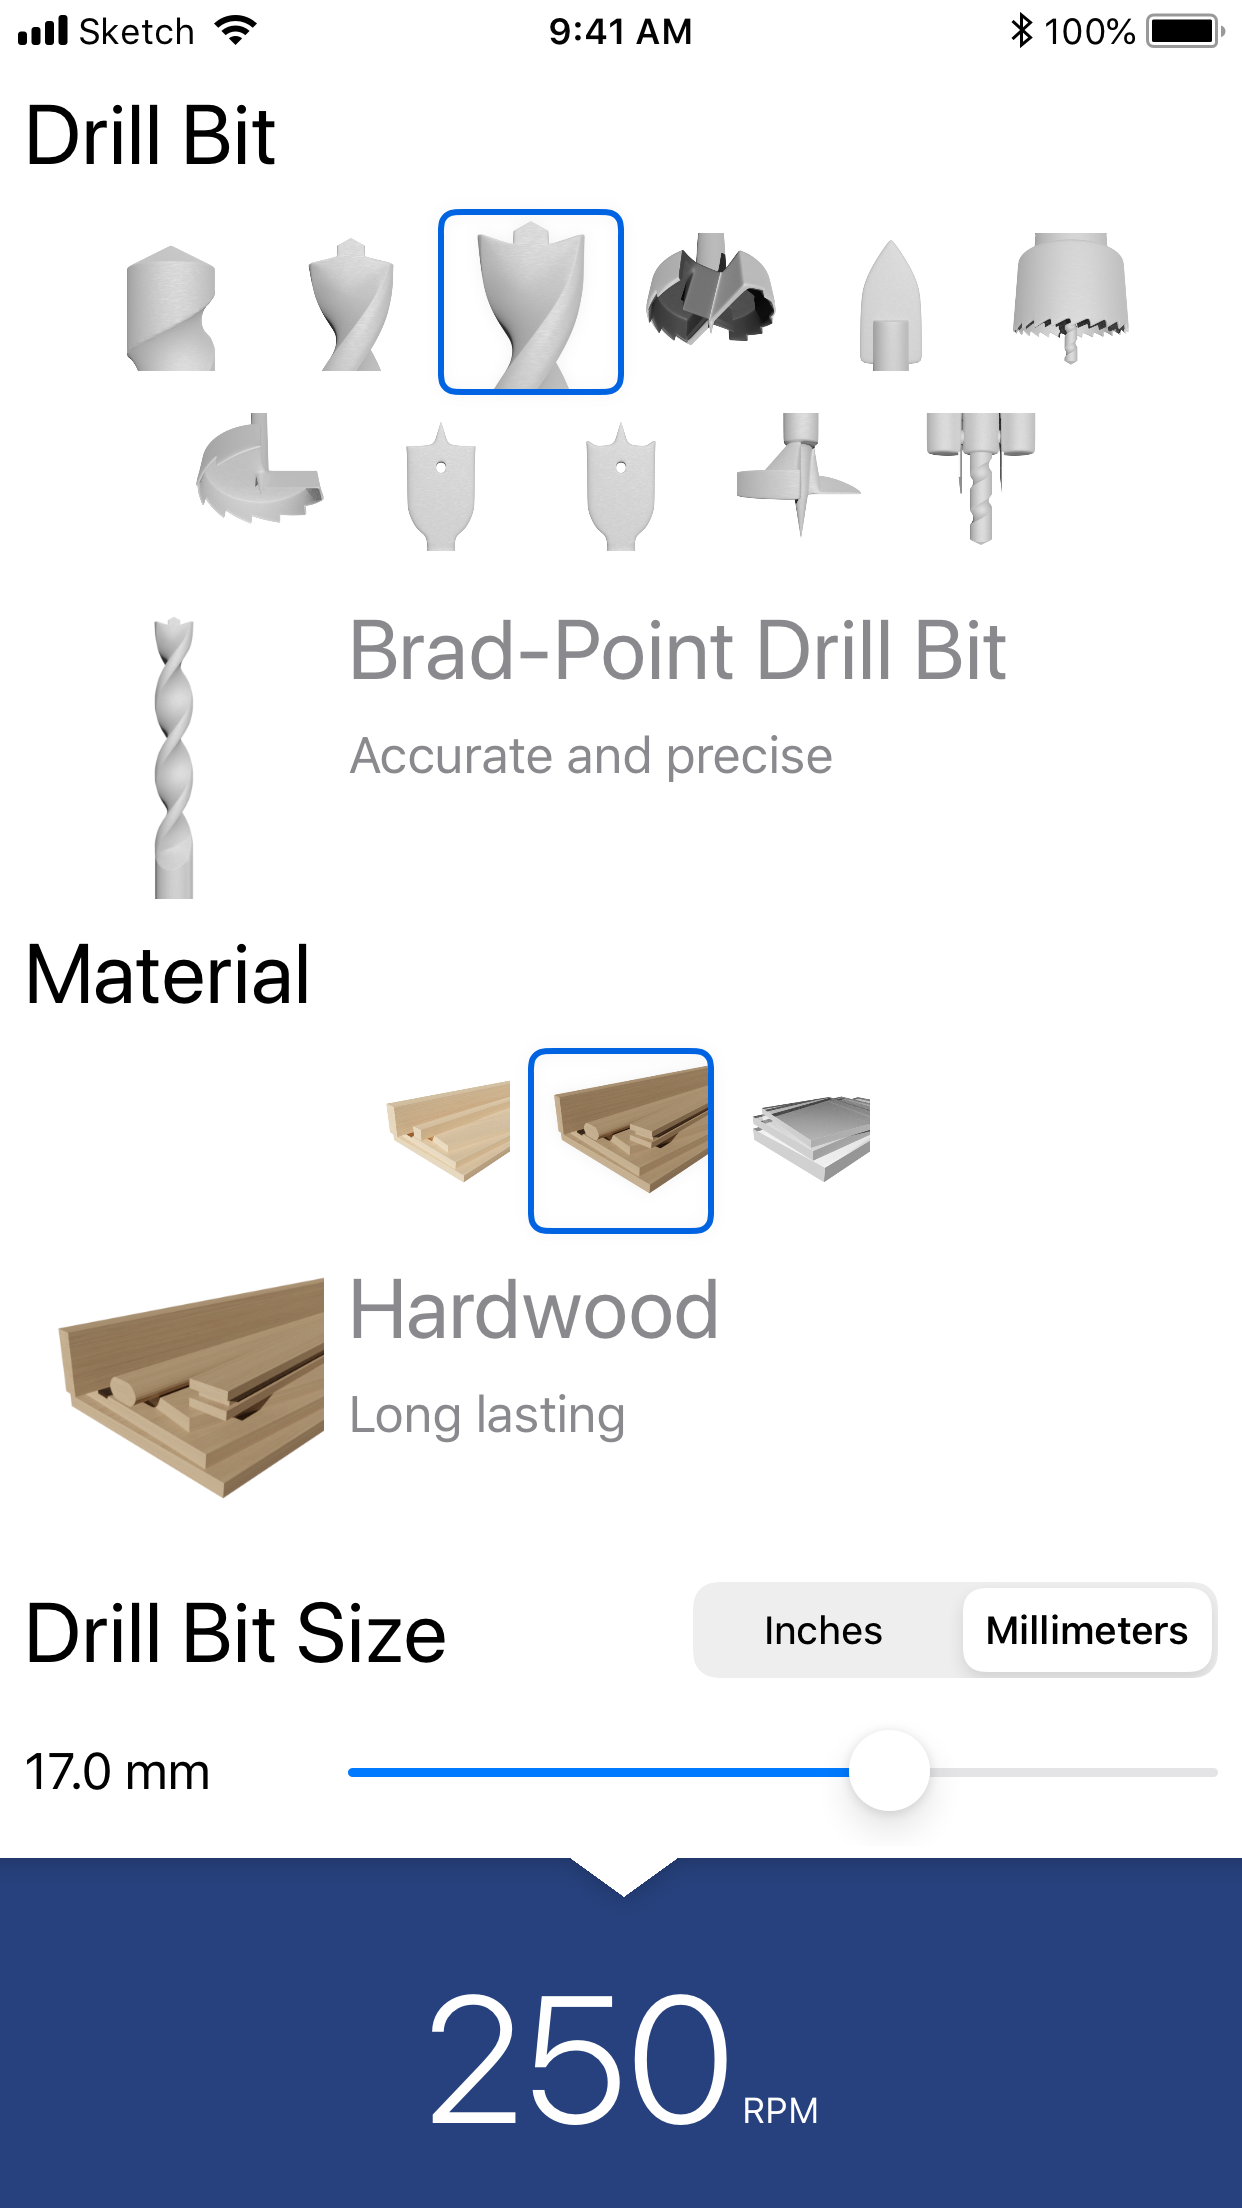 Sketch 9:41 AM 100%
Drill Bit
Brad-Point Drill Bit
Accurate and precise
Material
Hardwood
Long lasting
Drill Bit Size Inches Millimeters
17.0 mm
250 RPM